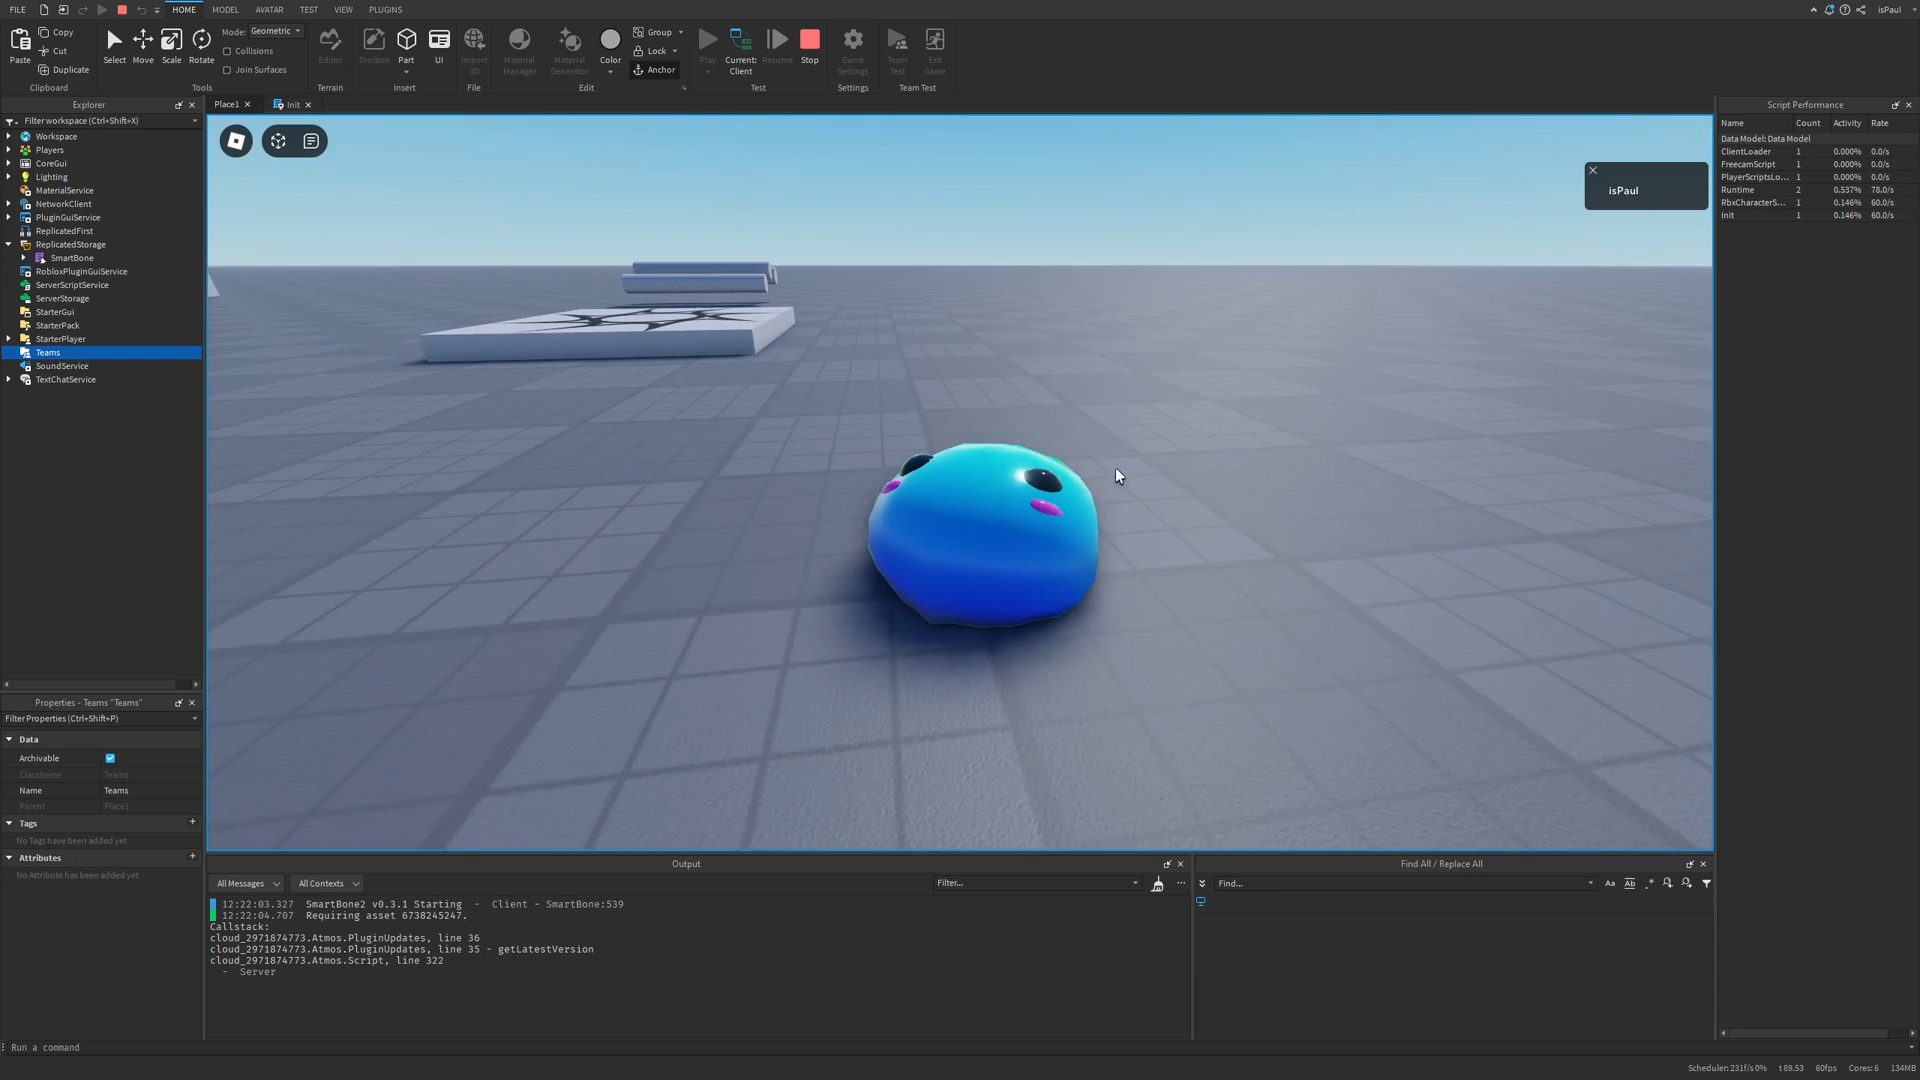 FILE
HOME MODEL AVATAR TEST VIEW PLUGINS
isPaul
Paste
Copy
Cut
Duplicate
Clipboard
Select
Move
Scale
Rotate
Mode: Geometric
Collisions
Join Surfaces
Tools
Editor
Terrain
Toolbox
Part
UI
Insert
Import
3D
File
Material
Manager
Material
Generator
Color
Group
Lock
Anchor
Edit
Play
Current:
Client
Resume
Stop
Test
Game
Settings
Settings
Team
Test
Exit
Game
Team Test
Explorer
Filter workspace (Ctrl+Shift+X)
Workspace
Players
CoreGui
Lighting
MaterialService
NetworkClient
PluginGuiService
ReplicatedFirst
ReplicatedStorage
SmartBone
RobloxPluginGuiService
ServerScriptService
ServerStorage
StarterGui
StarterPack
StarterPlayer
Teams
SoundService
TextChatService
Properties - Teams "Teams"
Filter Properties (Ctrl+Shift+P)
Data
Archivable
ClassName Teams
Name Teams
Parent Place1
Tags
No Tags have been added yet
Attributes
No Attribute has been added yet
Place1
Init
isPaul
Script Performance
Name Count Activity Rate
Data Model: Data Model
ClientLoader 1 0.000% 0.0/s
FreecamScript 1 0.000% 0.0/s
PlayerScriptsLo... 1 0.000% 0.0/s
Runtime 2 0.537% 78.0/s
RbxCharacterS... 1 0.146% 60.0/s
Init 1 0.146% 60.0/s
Output
All Messages
All Contexts
Filter...
12:22:03.327 SmartBone2 v0.3.1 Starting - Client - SmartBone:539
12:22:04.707 Requiring asset 6738245247.
Callstack:
cloud_2971874773.Atmos.PluginUpdates, line 36
cloud_2971874773.Atmos.PluginUpdates, line 35 - getLatestVersion
cloud_2971874773.Atmos.Script, line 322
- Server
Find All / Replace All
Find...
Aa
Ab
.*
Run a command
Scheduler: 231f/s 0% t 89.53 60fps Cores: 6 134MB